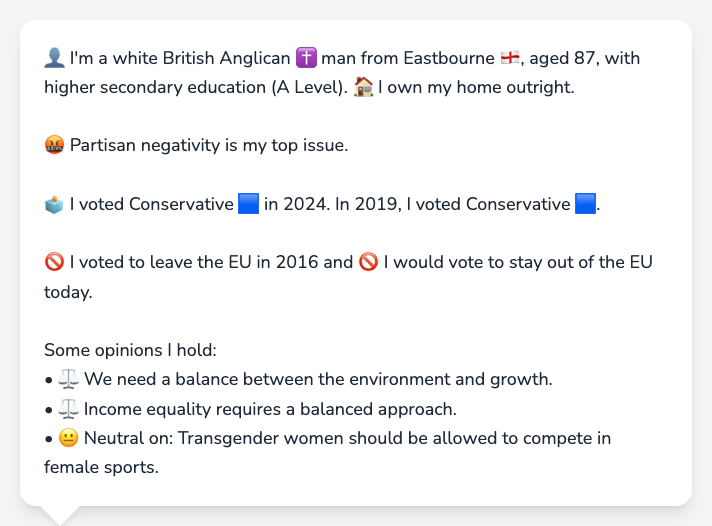 👤 I'm a white British Anglican ✝️ man from Eastbourne 🏴󠁧󠁢󠁥󠁮󠁧󠁿, aged 87, with
higher secondary education (A Level). 🏠 I own my home outright.
🤬 Partisan negativity is my top issue.
🗳️ I voted Conservative 🟦 in 2024. In 2019, I voted Conservative 🟦.
🚫 I voted to leave the EU in 2016 and 🚫 I would vote to stay out of the EU
today.
Some opinions I hold:
• ⚖️ We need a balance between the environment and growth.
• ⚖️ Income equality requires a balanced approach.
• 😐 Neutral on: Transgender women should be allowed to compete in
female sports.